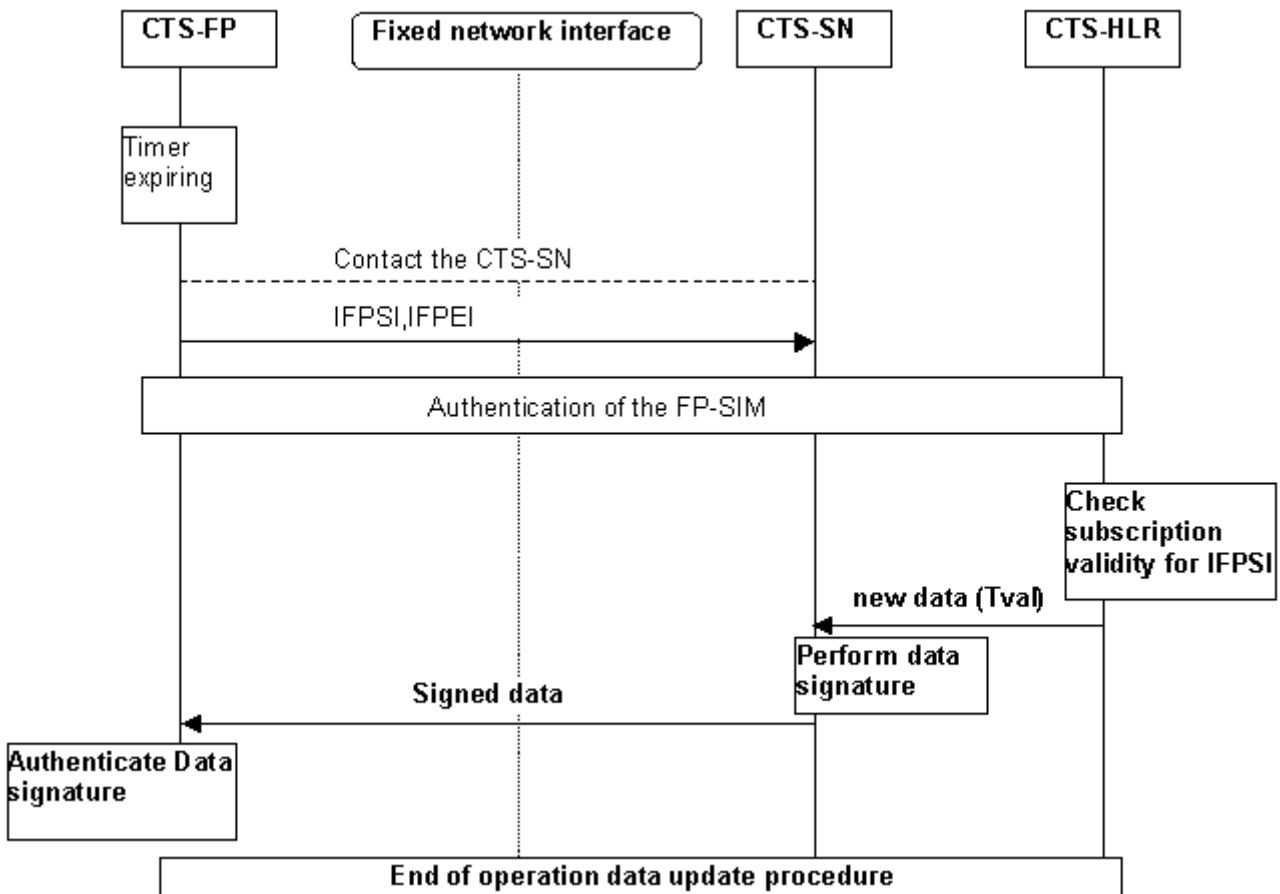 CTS-FP
Fixed network interface
CTS-SN
CTS-HLR
Timer
expiring
Contact the CTS-SN
IFPSI,IFPEI
Authentication of the FP-SIM
Check
subscription
validity for IFPSI
new data (Tval)
Perform data
signature
Signed data
Authenticate Data
signature
End of operation data update procedure